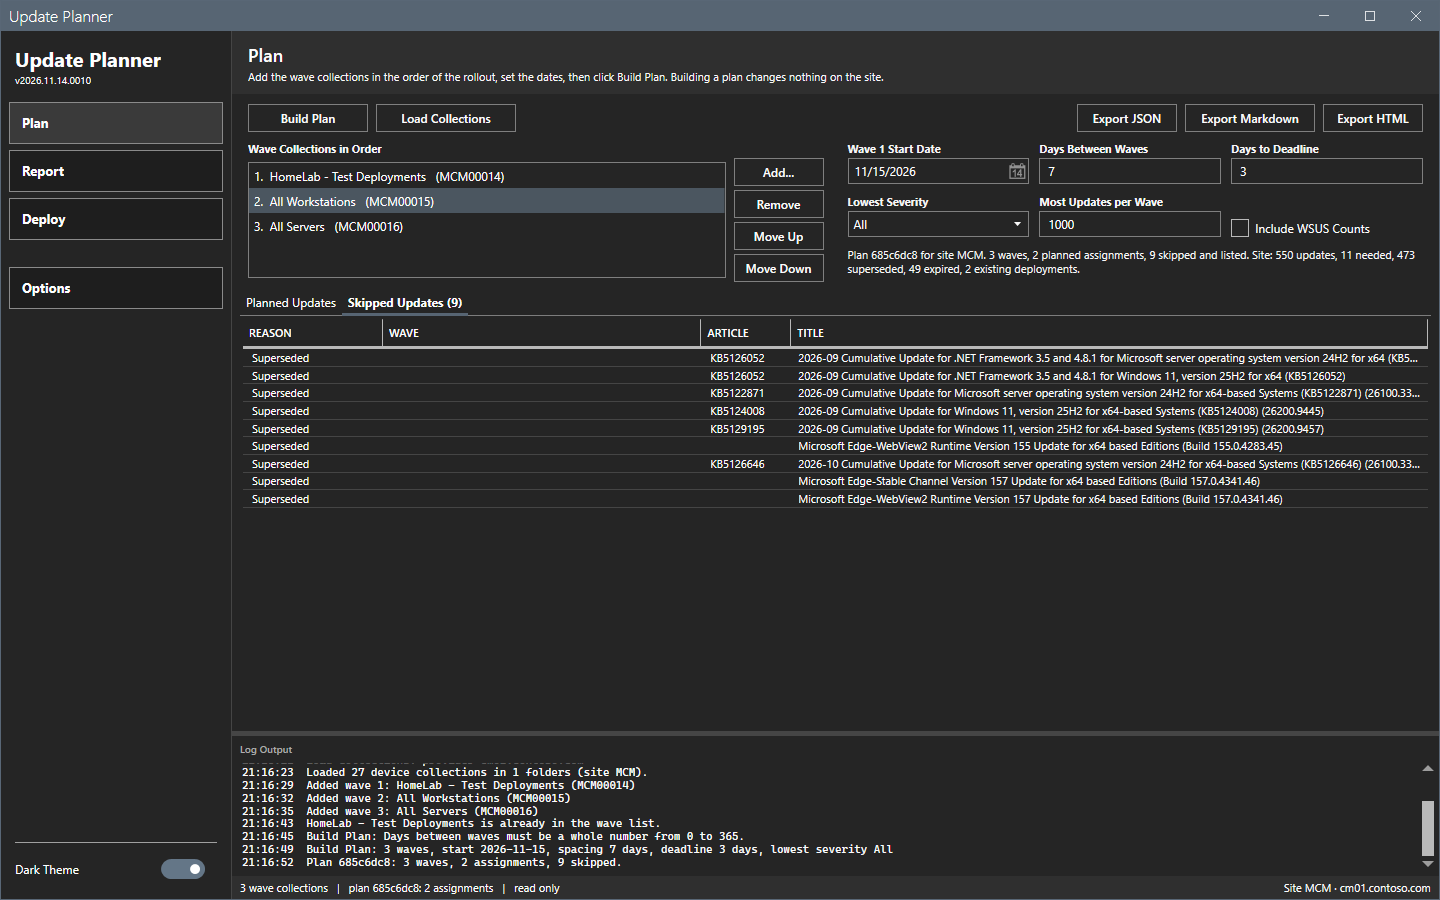 Update Planner
Update Planner
v2026.11.14.0010
Plan
Report
Deploy
Options
Dark Theme
Plan
Add the wave collections in the order of the rollout, set the dates, then click Build Plan. Building a plan changes nothing on the site.
Build Plan
Load Collections
Export JSON
Export Markdown
Export HTML
Wave Collections in Order
1. HomeLab - Test Deployments (MCM00014)
2. All Workstations (MCM00015)
3. All Servers (MCM00016)
Add...
Remove
Move Up
Move Down
Wave 1 Start Date
Days Between Waves
Days to Deadline
11/15/2026
14
7
3
Lowest Severity
Most Updates per Wave
All
1000
Include WSUS Counts
Plan 685c6dc8 for site MCM. 3 waves, 2 planned assignments, 9 skipped and listed. Site: 550 updates, 11 needed, 473
superseded, 49 expired, 2 existing deployments.
Planned Updates
Skipped Updates (9)
REASON WAVE ARTICLE TITLE
Superseded KB5126052 2026-09 Cumulative Update for .NET Framework 3.5 and 4.8.1 for Microsoft server operating system version 24H2 for x64 (KB5...
Superseded KB5126052 2026-09 Cumulative Update for .NET Framework 3.5 and 4.8.1 for Windows 11, version 25H2 for x64 (KB5126052)
Superseded KB5122871 2026-09 Cumulative Update for Microsoft server operating system version 24H2 for x64-based Systems (KB5122871) (26100.33...
Superseded KB5124008 2026-09 Cumulative Update for Windows 11, version 25H2 for x64-based Systems (KB5124008) (26200.9445)
Superseded KB5129195 2026-09 Cumulative Update for Windows 11, version 25H2 for x64-based Systems (KB5129195) (26200.9457)
Superseded Microsoft Edge-WebView2 Runtime Version 155 Update for x64 based Editions (Build 155.0.4283.45)
Superseded KB5126646 2026-10 Cumulative Update for Microsoft server operating system version 24H2 for x64-based Systems (KB5126646) (26100.33...
Superseded Microsoft Edge-Stable Channel Version 157 Update for x64 based Editions (Build 157.0.4341.46)
Superseded Microsoft Edge-WebView2 Runtime Version 157 Update for x64 based Editions (Build 157.0.4341.46)
Log Output
21:16:23 Loaded 27 device collections in 1 folders (site MCM).
21:16:29 Added wave 1: HomeLab - Test Deployments (MCM00014)
21:16:32 Added wave 2: All Workstations (MCM00015)
21:16:35 Added wave 3: All Servers (MCM00016)
21:16:43 HomeLab - Test Deployments is already in the wave list.
21:16:45 Build Plan: Days between waves must be a whole number from 0 to 365.
21:16:49 Build Plan: 3 waves, start 2026-11-15, spacing 7 days, deadline 3 days, lowest severity All
21:16:52 Plan 685c6dc8: 3 waves, 2 assignments, 9 skipped.
3 wave collections | plan 685c6dc8: 2 assignments | read only
Site MCM · cm01.contoso.com